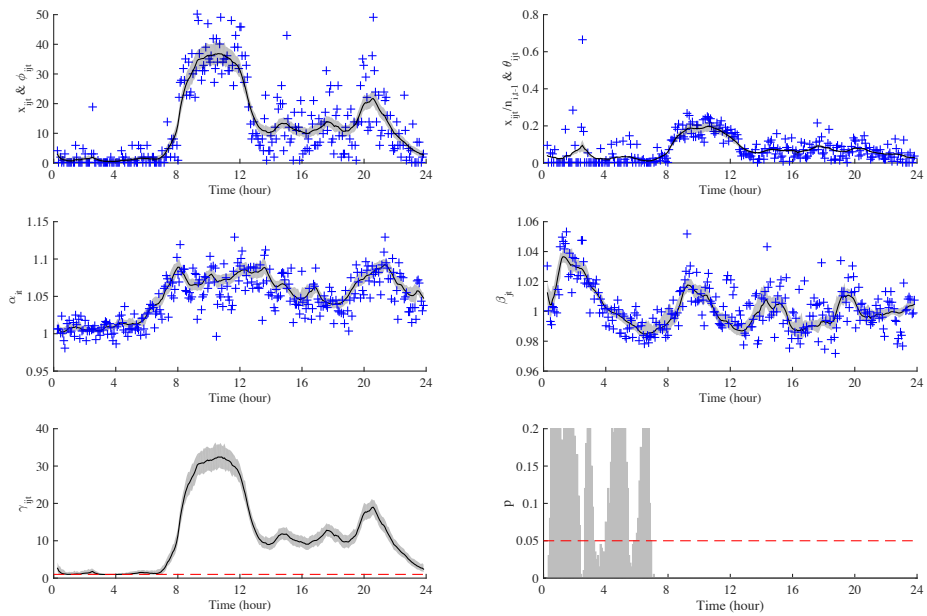 x_ijt & φ_ijt
50
40
30
20
10
0
0 4 8 12 16 20 24
Time (hour)
x_ijt/n_i,t-1 & θ_ijt
0.8
0.6
0.4
0.2
0
0 4 8 12 16 20 24
Time (hour)
α_it
1.15
1.1
1.05
1
0.95
0 4 8 12 16 20 24
Time (hour)
β_jt
1.06
1.04
1.02
1
0.98
0.96
0 4 8 12 16 20 24
Time (hour)
γ_ijt
40
30
20
10
0
0 4 8 12 16 20 24
Time (hour)
p
0.2
0.15
0.1
0.05
0
0 4 8 12 16 20 24
Time (hour)